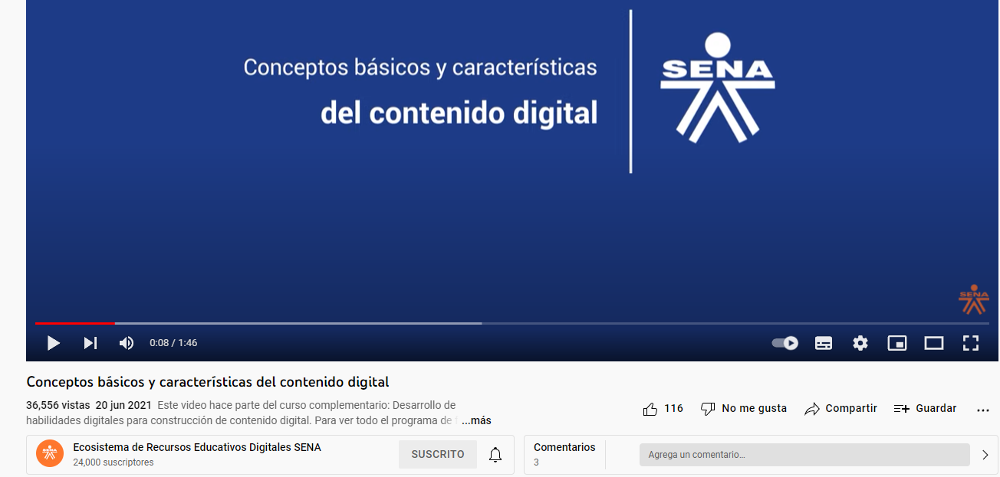 Conceptos básicos y características
del contenido digital
SENA
SENA
0:08 / 1:46
Conceptos básicos y características del contenido digital
36,556 vistas 20 jun 2021 Este video hace parte del curso complementario: Desarrollo de
habilidades digitales para construcción de contenido digital. Para ver todo el programa de ...más
116 No me gusta Compartir Guardar ...
SENA
Ecosistema de Recursos Educativos Digitales SENA
24,000 suscriptores
SUSCRITO
Comentarios
3
Agrega un comentario...